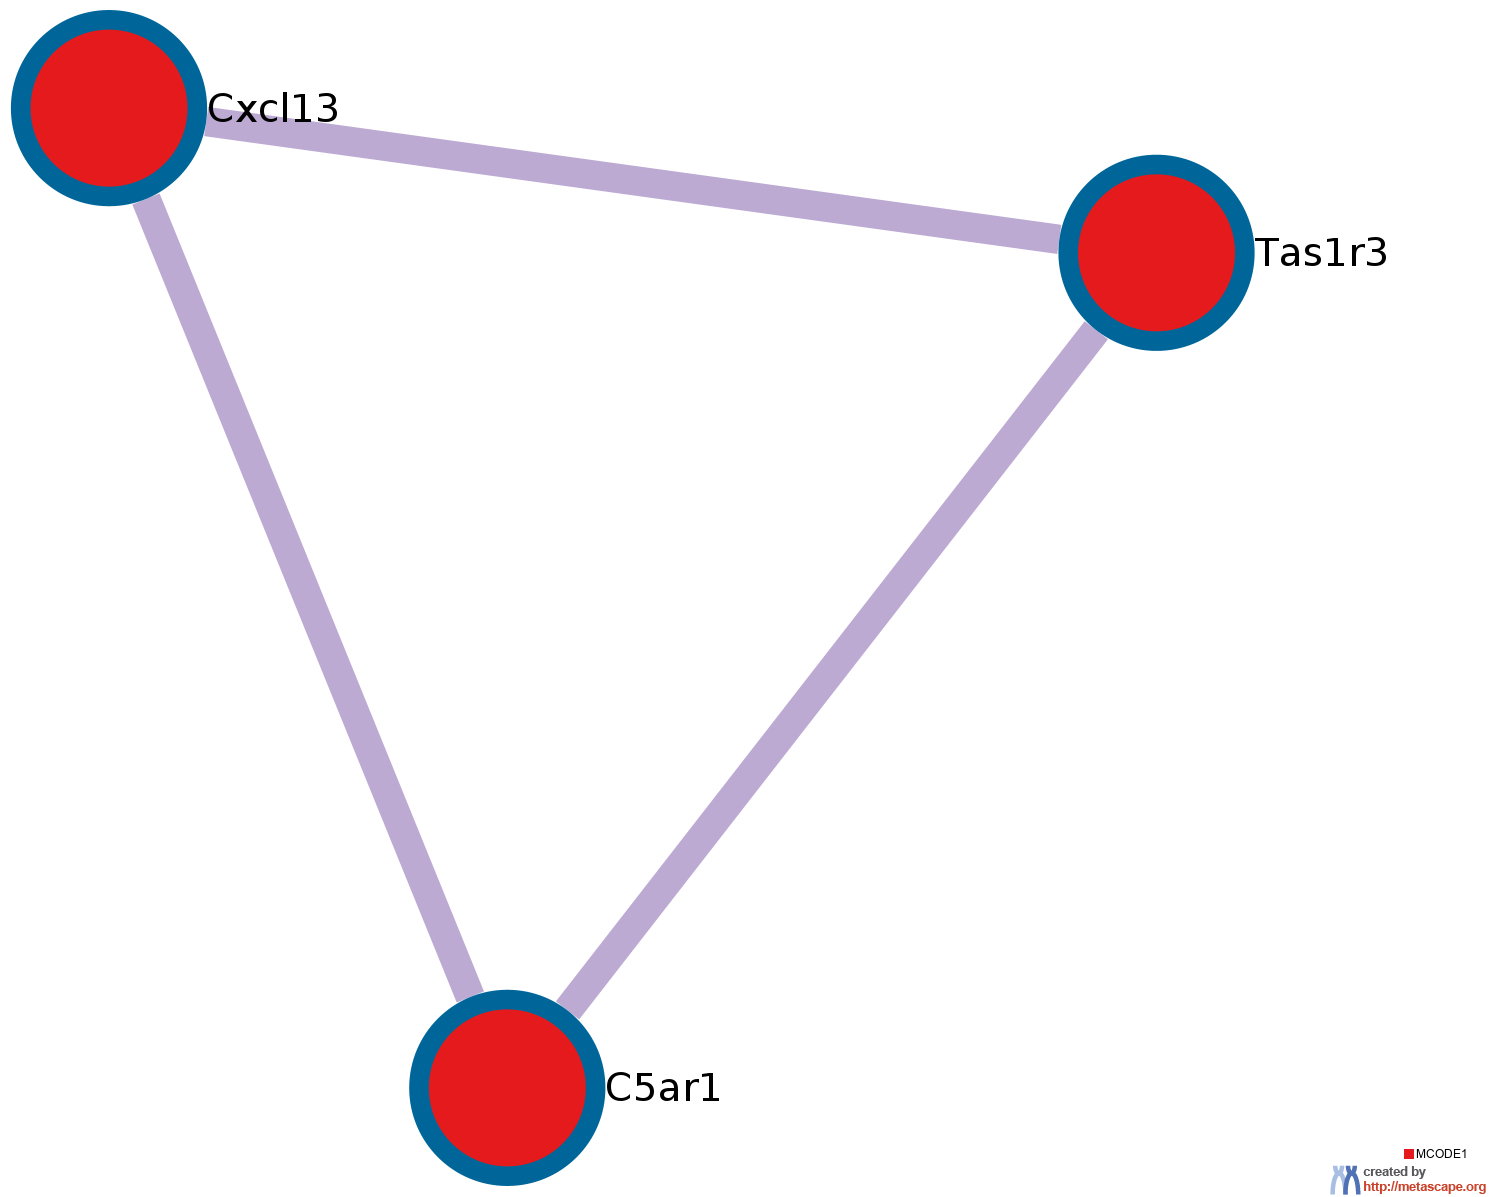 Cxcl13
Tas1r3
C5ar1
MCODE1
created by
http://metascape.org